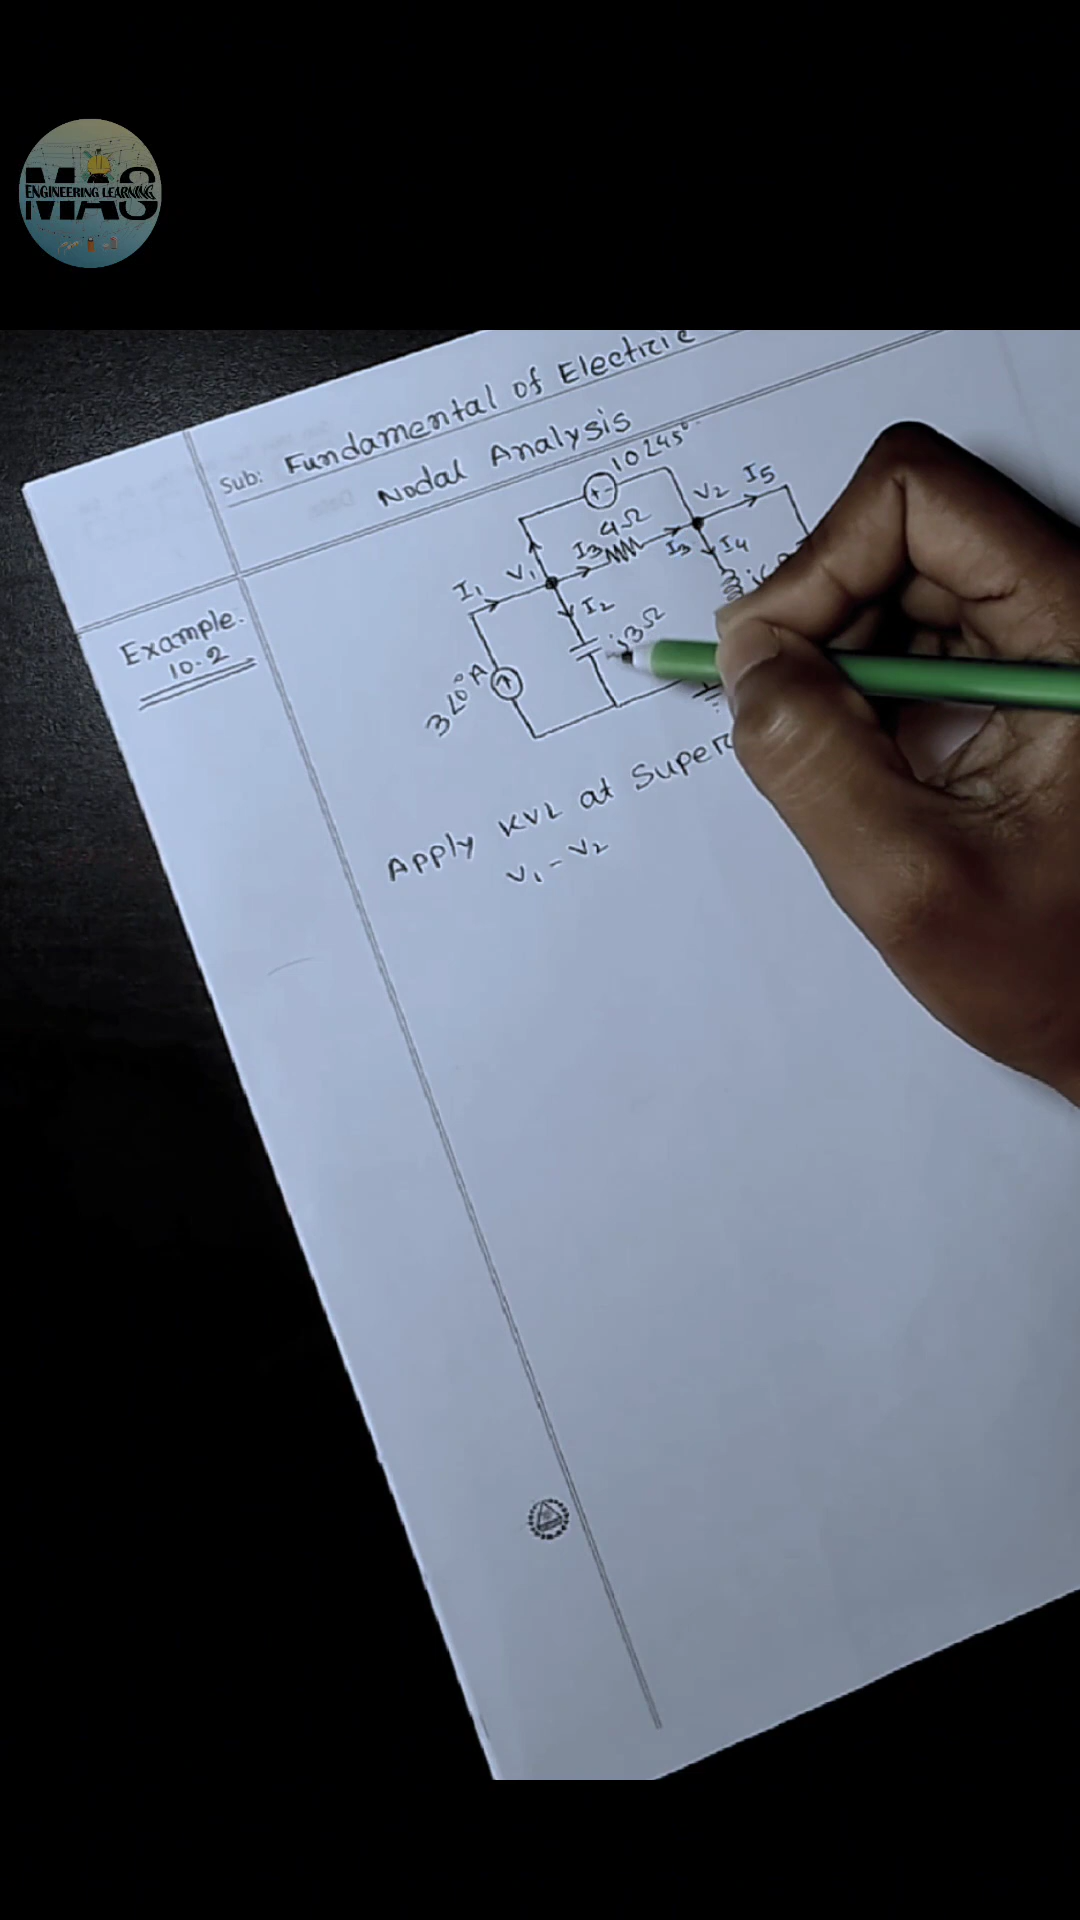 MAS
ENGINEERING LEARNING
Sub: Fundamental of Electric
Nodal Analysis
Example:
10.2
10∠45°
I5
V2
4Ω
I3
I3
I4
V1
I1
I2
j3Ω
3∠0°A
Apply KVL at Super
V1 - V2